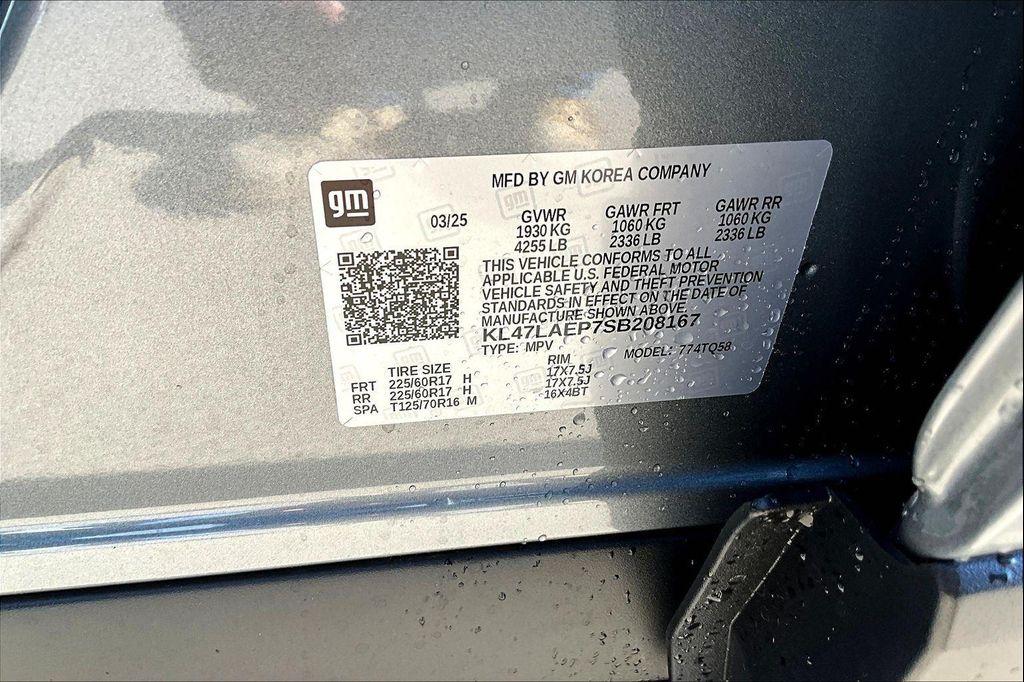 gm
MFD BY GM KOREA COMPANY
03/25
GVWR GAWR FRT GAWR RR
1930 KG 1060 KG 1060 KG
4255 LB 2336 LB 2336 LB
THIS VEHICLE CONFORMS TO ALL
APPLICABLE U.S. FEDERAL MOTOR
VEHICLE SAFETY AND THEFT PREVENTION
STANDARDS IN EFFECT ON THE DATE OF
MANUFACTURE SHOWN ABOVE.
KL47LAEP7SB208167
TYPE: MPV MODEL: 774TQ58
TIRE SIZE RIM
FRT 225/60R17 H 17X7.5J
RR 225/60R17 H 17X7.5J
SPA T125/70R16 M 16X4BT